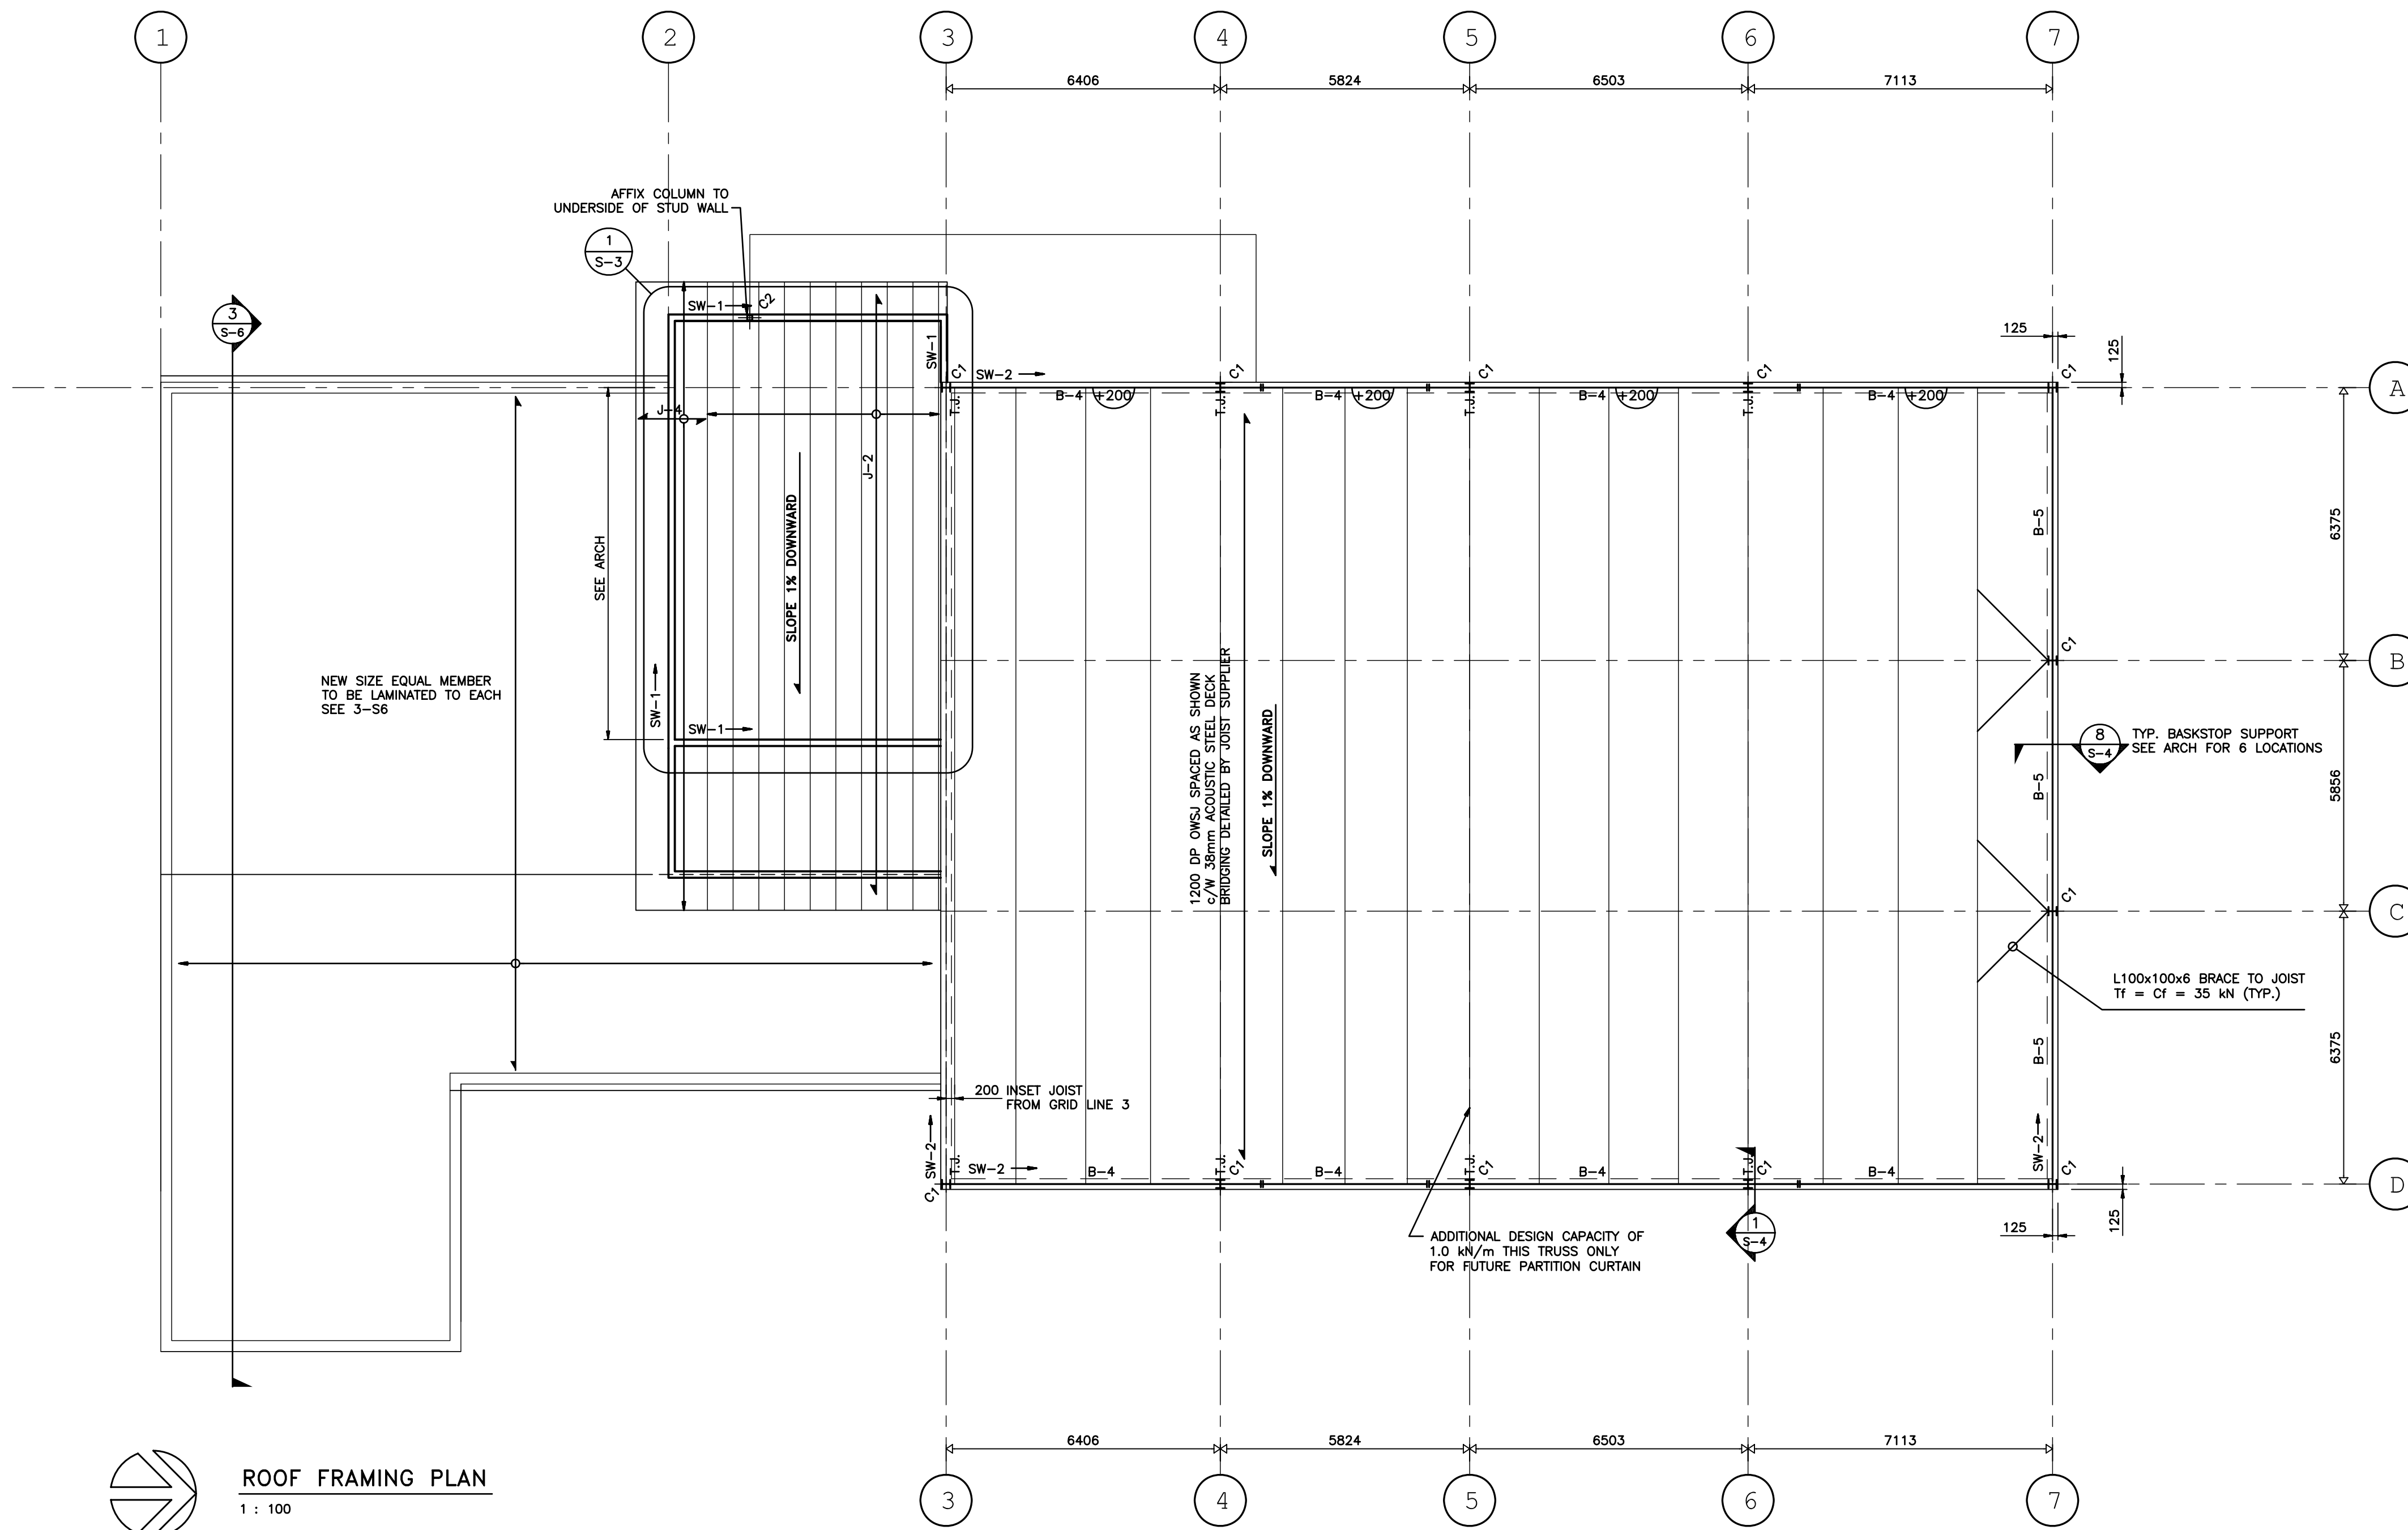 1
2
3
4
5
6
7
6406
5824
6503
7113
AFFIX COLUMN TO
UNDERSIDE OF STUD WALL
1
S-3
3
S-6
SW-1
C2
SW-1
C1
SW-2
C1
C1
C1
C1
125
125
A
J-4
T.J.
B-4
+200
T.J.
B-4
+200
T.J.
B-4
+200
T.J.
B-4
+200
J-2
SLOPE 1% DOWNWARD
SEE ARCH
B-5
6375
C1
B
NEW SIZE EQUAL MEMBER
TO BE LAMINATED TO EACH
SEE 3-S6
SW-1
SW-1
1200 DP OWSJ SPACED AS SHOWN
c/W 38mm ACOUSTIC STEEL DECK
BRIDGING DETAILED BY JOIST SUPPLIER
SLOPE 1% DOWNWARD
8
S-4
TYP. BASKSTOP SUPPORT
SEE ARCH FOR 6 LOCATIONS
B-5
5856
C1
C
L100x100x6 BRACE TO JOIST
Tf = Cf = 35 kN (TYP.)
B-5
6375
200 INSET JOIST
FROM GRID LINE 3
SW-2
T.J.
SW-2
B-4
T.J.
C1
B-4
T.J.
C1
B-4
T.J.
C1
B-4
SW-2
C1
C1
D
125
125
1
S-4
ADDITIONAL DESIGN CAPACITY OF
1.0 kN/m THIS TRUSS ONLY
FOR FUTURE PARTITION CURTAIN
6406
5824
6503
7113
ROOF FRAMING PLAN
1 : 100
3
4
5
6
7